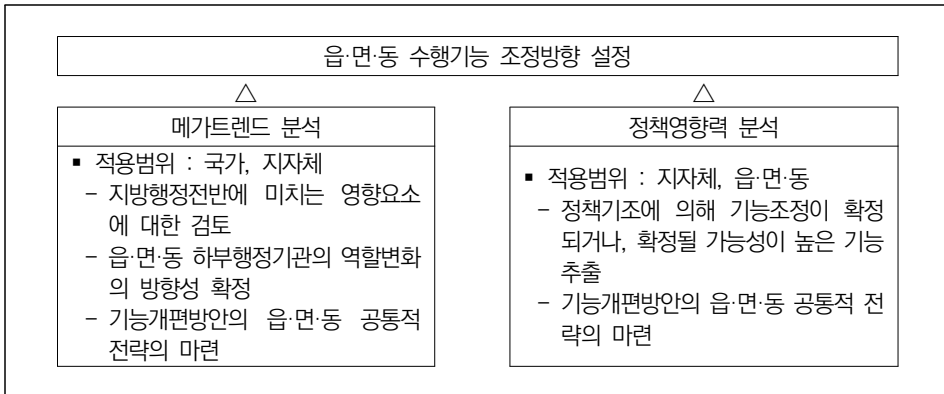 읍·면·동 수행기능 조정방향 설정
△
△
메가트렌드 분석
▪ 적용범위 : 국가, 지자체
− 지방행정전반에 미치는 영향요소
에 대한 검토
− 읍·면·동 하부행정기관의 역할변화
의 방향성 확정
− 기능개편방안의 읍·면·동 공통적
전략의 마련
정책영향력 분석
▪ 적용범위 : 지자체, 읍·면·동
− 정책기조에 의해 기능조정이 확정
되거나, 확정될 가능성이 높은 기능
추출
− 기능개편방안의 읍·면·동 공통적 전
략의 마련